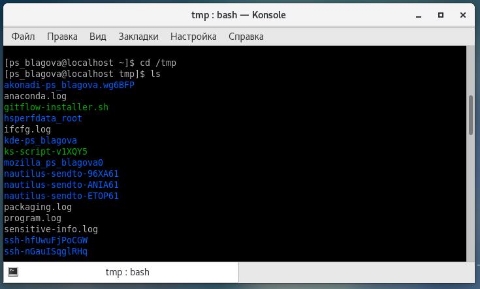 tmp : bash — Konsole
Файл Правка Вид Закладки Настройка Справка
[ps_blagova@localhost ~]$ cd /tmp
[ps_blagova@localhost tmp]$ ls
akonadi-ps_blagova.wg6BFP
anaconda.log
gitflow-installer.sh
hsperfdata_root
ifcfg.log
kde-ps_blagova
ks-script-v1XQY5
mozilla_ps_blagova0
nautilus-sendto-96XA61
nautilus-sendto-ANIA61
nautilus-sendto-ETOP61
packaging.log
program.log
sensitive-info.log
ssh-hfUwuFjPoCGW
ssh-nGauISqglRHq
tmp : bash